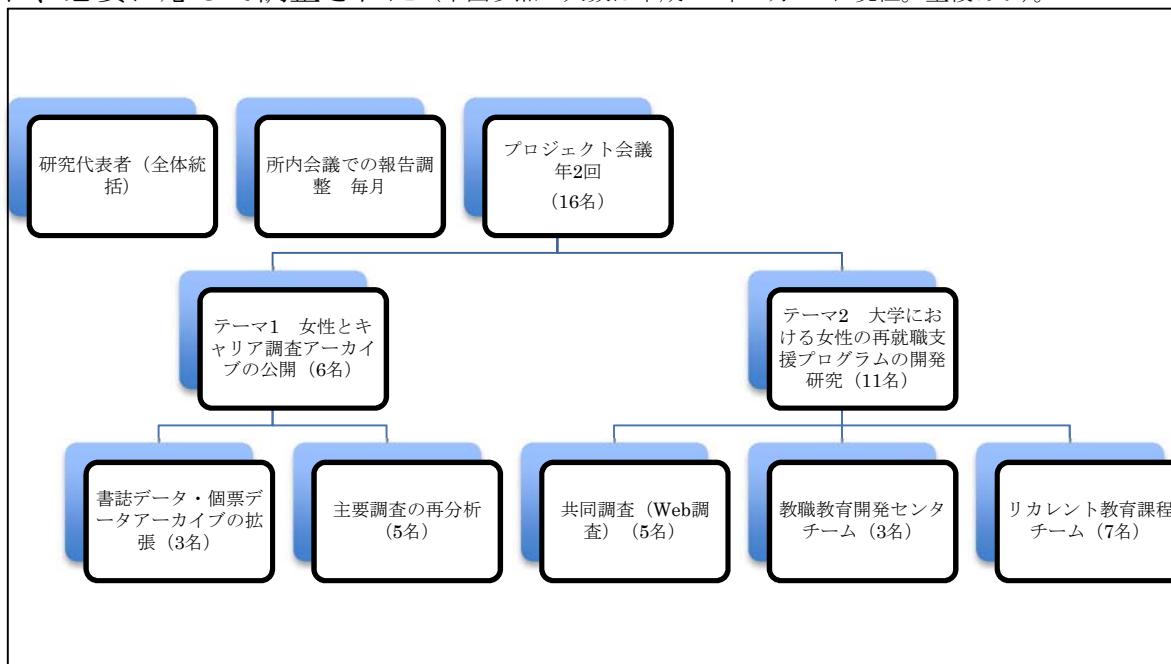 研究代表者（全体統
括）
所内会議での報告調
整　毎月
プロジェクト会議
年2回
（16名）
テーマ1　女性とキ
ャリア調査アーカイ
ブの公開（6名）
テーマ2　大学にお
ける女性の再就職支
援プログラムの開発
研究（11名）
書誌データ・個票デ
ータアーカイブの拡
張（3名）
主要調査の再分析
（5名）
共同調査（Web調
査）（5名）
教職教育開発センタ
チーム（3名）
リカレント教育課程
チーム（7名）